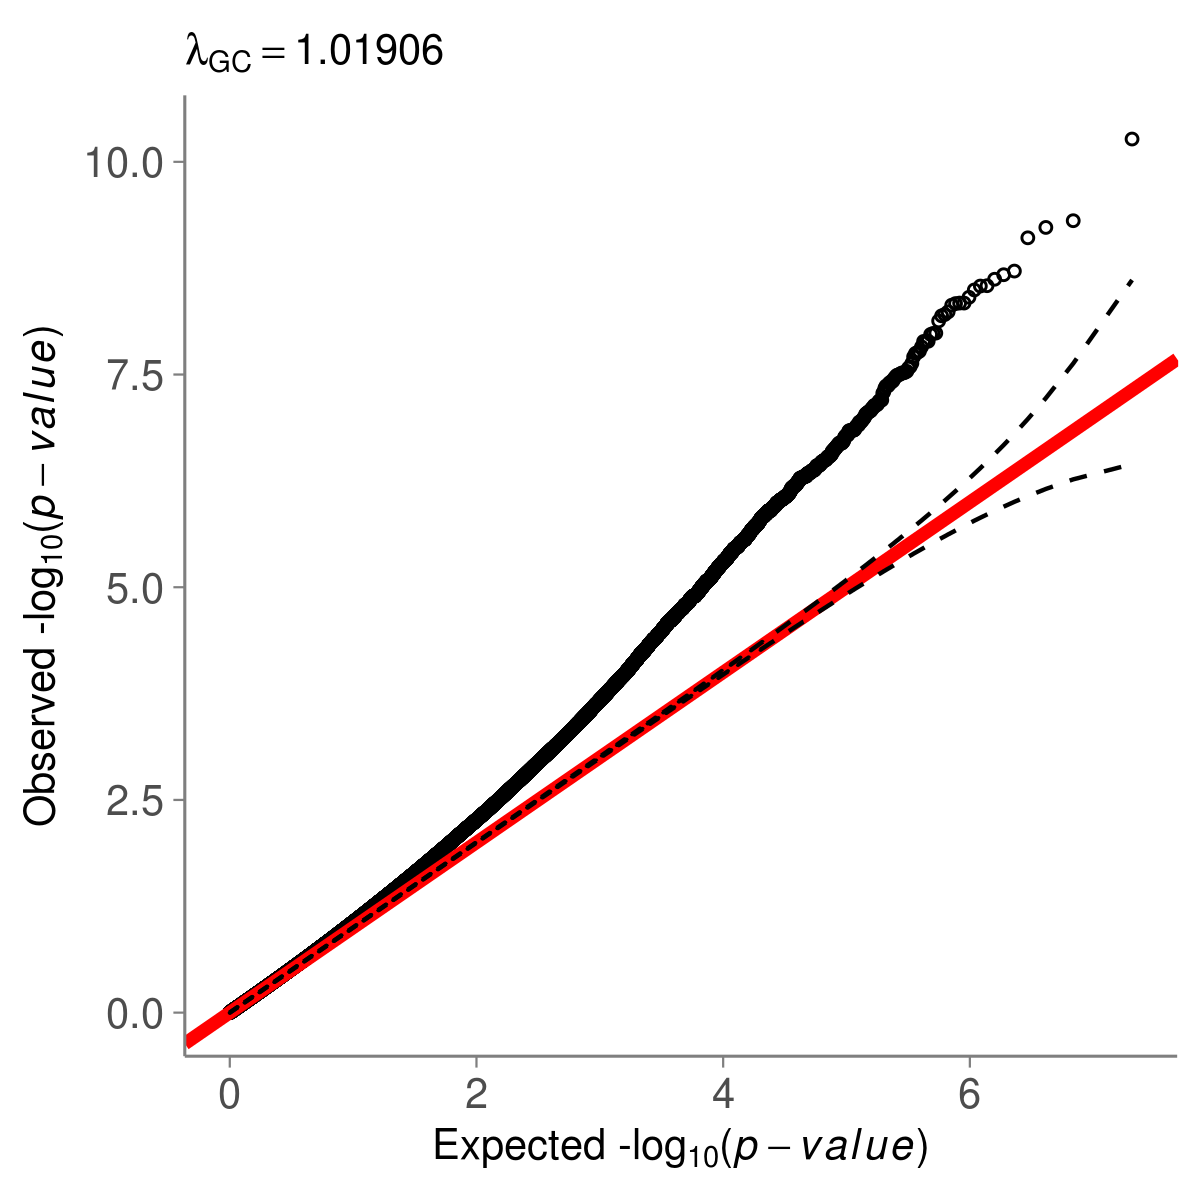 λGC = 1.01906
10.0
7.5
5.0
2.5
0.0
Observed -log10(p − value)
0 2 4 6
Expected -log10(p − value)